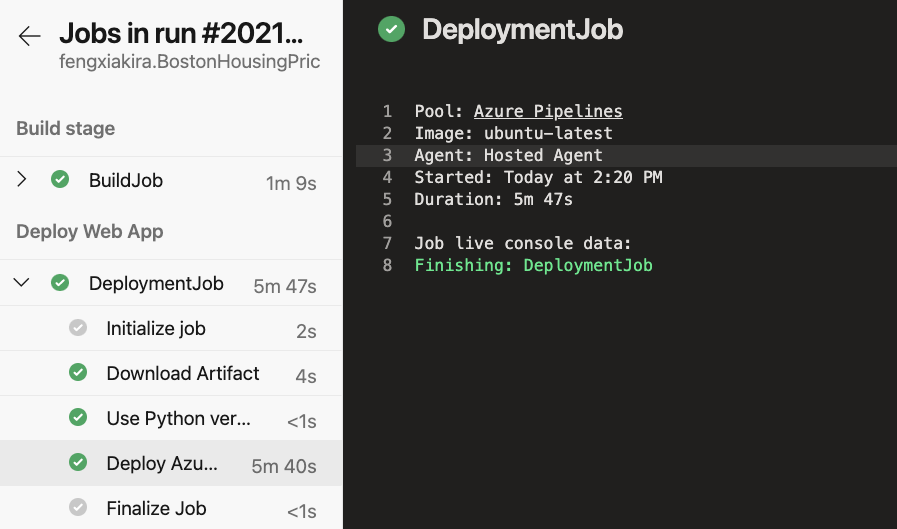 Jobs in run #2021...
fengxiakira.BostonHousingPric
Build stage
BuildJob 1m 9s
Deploy Web App
DeploymentJob 5m 47s
Initialize job 2s
Download Artifact 4s
Use Python ver... <1s
Deploy Azu... 5m 40s
Finalize Job <1s
DeploymentJob
1 Pool: Azure Pipelines
2 Image: ubuntu-latest
3 Agent: Hosted Agent
4 Started: Today at 2:20 PM
5 Duration: 5m 47s
6
7 Job live console data:
8 Finishing: DeploymentJob